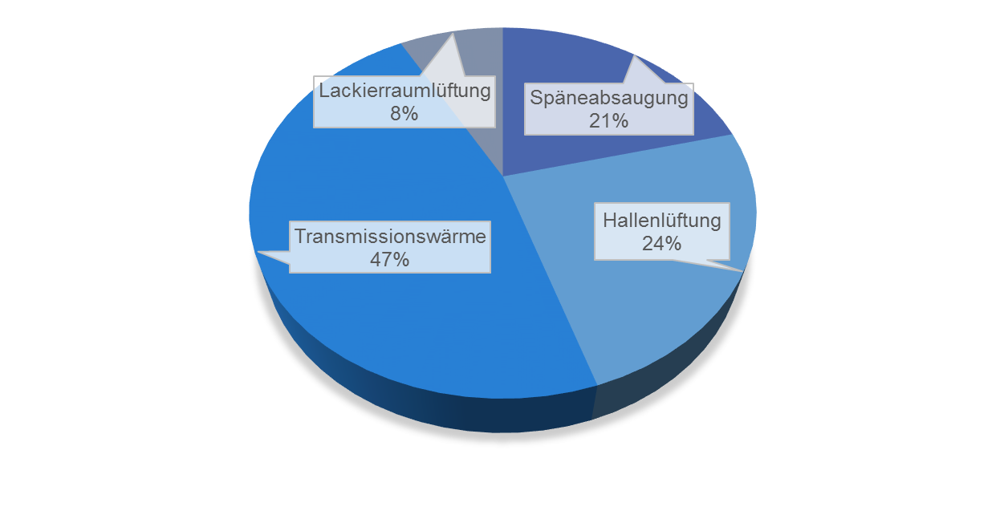 Lackierraumlüftung
8%
Späneabsaugung
21%
Hallenlüftung
24%
Transmissionswärme
47%